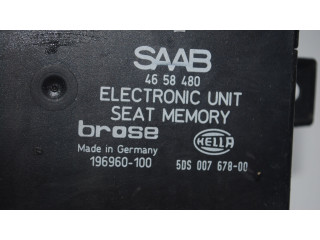 SAAB
46 58 480
ELECTRONIC UNIT
SEAT MEMORY
brose
HELLA
Made in Germany
196960-100
5DS 007 678-00